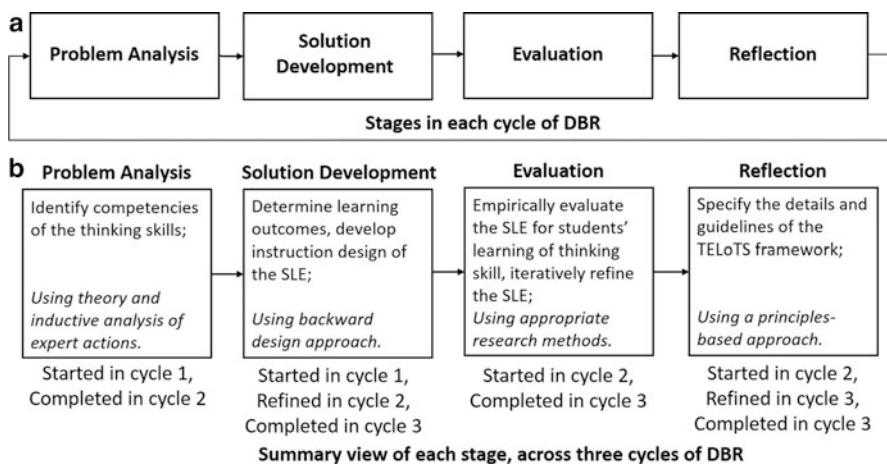 a
Problem Analysis
Solution
Development
Evaluation
Reflection
Stages in each cycle of DBR
b
Problem Analysis
Identify competencies
of the thinking skills;
Using theory and
inductive analysis of
expert actions.
Started in cycle 1,
Completed in cycle 2
Solution Development
Determine learning
outcomes, develop
instruction design of
the SLE;
Using backward
design approach.
Started in cycle 1,
Refined in cycle 2,
Completed in cycle 3
Evaluation
Empirically evaluate
the SLE for students’
learning of thinking
skill, iteratively refine
the SLE;
Using appropriate
research methods.
Started in cycle 2,
Completed in cycle 3
Reflection
Specify the details and
guidelines of the
TELoTS framework;
Using a principles-
based approach.
Started in cycle 2,
Refined in cycle 3,
Completed in cycle 3
Summary view of each stage, across three cycles of DBR